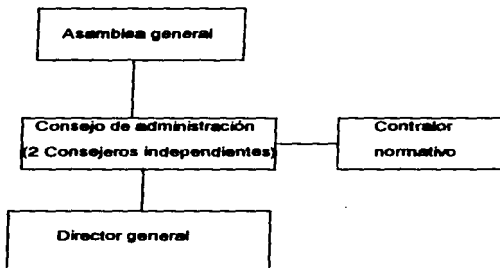 Asamblea general
Consejo de administración
(2 Consejeros independientes)
Contralor
normativo
Director general